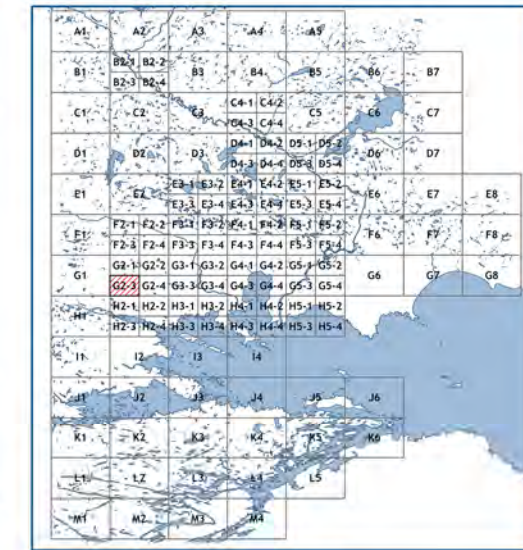 A1 A2 A3 A4 A5
B2-1 B2-2
B1 B3 B4 B5 B6 B7
B2-3 B2-4
C4-1 C4-2
C1 C2 C3 C5 C6 C7
C4-3 C4-4
D4-1 D4-2 D5-1 D5-2
D1 D2 D3 D6 D7
D4-3 D4-4 D5-3 D5-4
E3-1 E3-2 E4-1 E4-2 E5-1 E5-2
E1 E2 E6 E7 E8
E3-3 E3-4 E4-3 E4-4 E5-3 E5-4
F2-1 F2-2 F3-1 F3-2 F4-1 F4-2 F5-1 F5-2
F1 F6 F7 F8
F2-3 F2-4 F3-3 F3-4 F4-3 F4-4 F5-3 F5-4
G2-1 G2-2 G3-1 G3-2 G4-1 G4-2 G5-1 G5-2
G1 G6 G7 G8
G2-3 G2-4 G3-3 G3-4 G4-3 G4-4 G5-3 G5-4
H2-1 H2-2 H3-1 H3-2 H4-1 H4-2 H5-1 H5-2
H1
H2-3 H2-4 H3-3 H3-4 H4-3 H4-4 H5-3 H5-4
I1 I2 I3 I4
J1 J2 J3 J4 J5 J6
K1 K2 K3 K4 K5 K6
L1 L2 L3 L4 L5
M1 M2 M3 M4